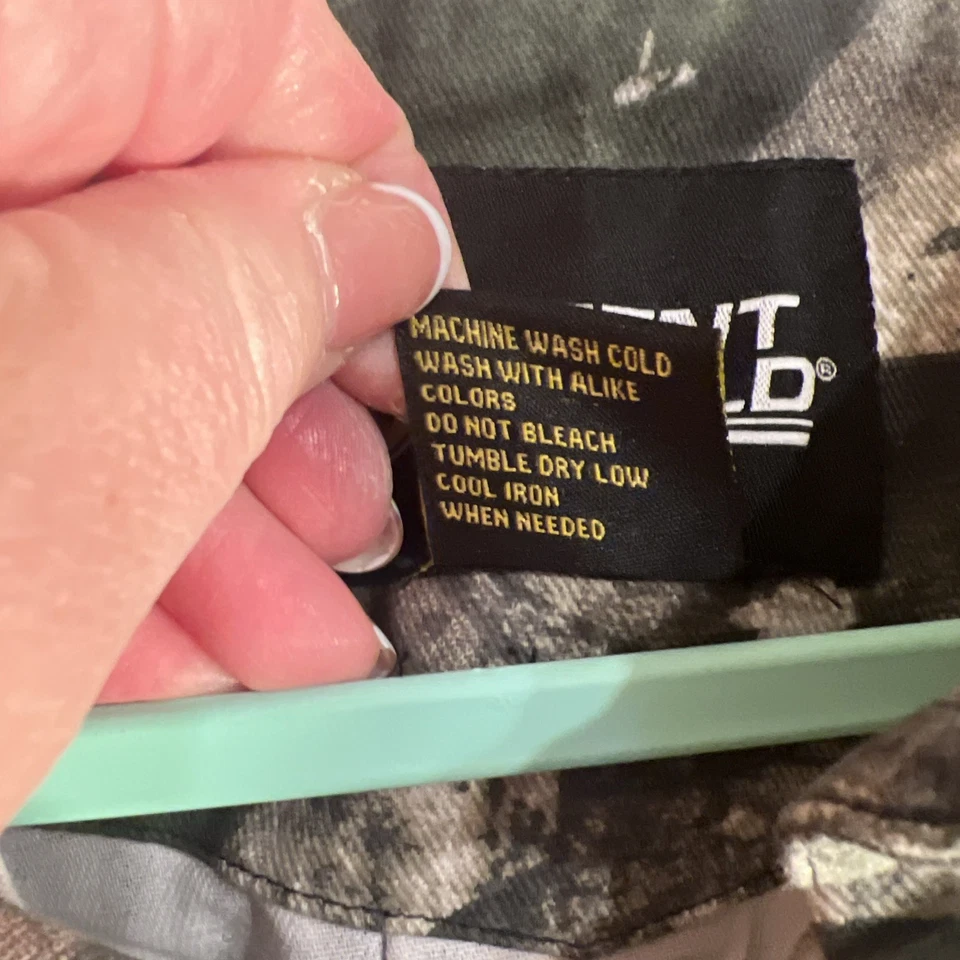 MACHINE WASH COLD
WASH WITH ALIKE
COLORS
DO NOT BLEACH
TUMBLE DRY LOW
COOL IRON
WHEN NEEDED